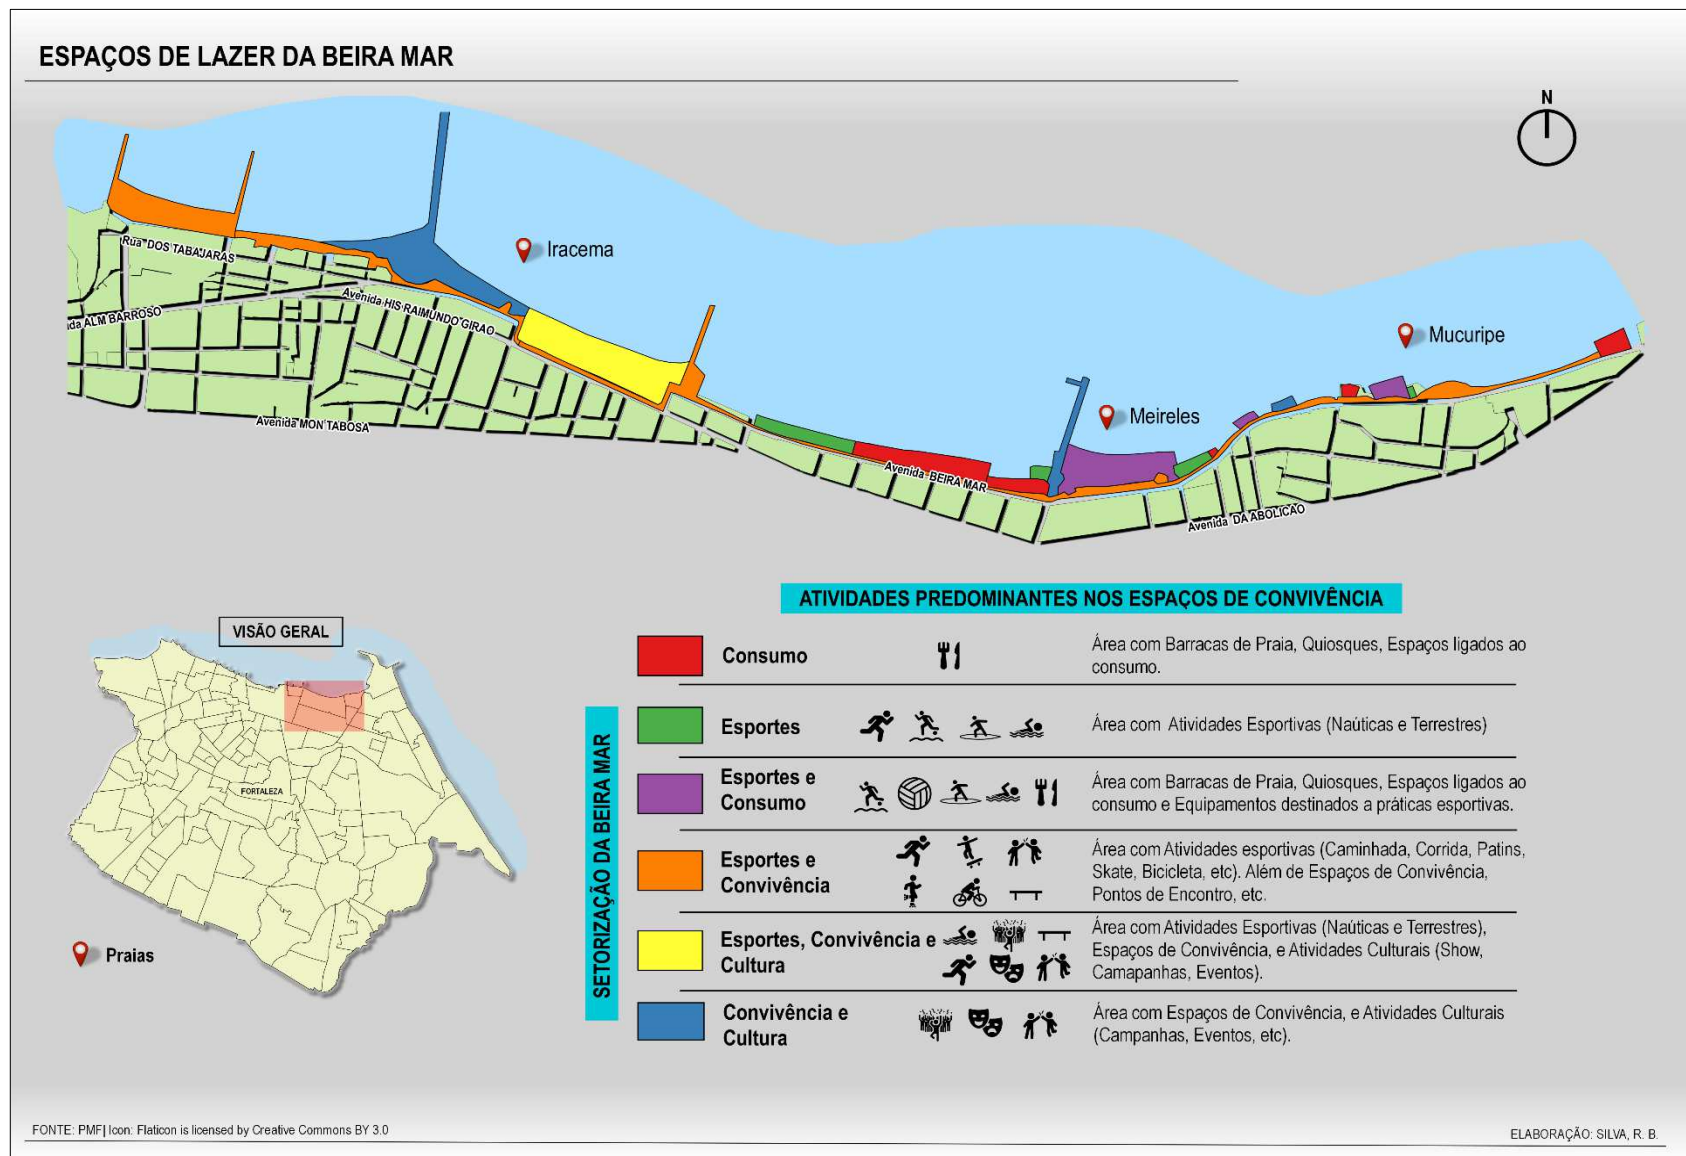 ESPAÇOS DE LAZER DA BEIRA MAR
N
Iracema
Rua DOS TABAJARAS
Avenida HIS RAIMUNDO GIRAO
da ALM BARROSO
Mucuripe
Meireles
Avenida MON TABOSA
Avenida BEIRA MAR
Avenida DA ABOLICAO
ATIVIDADES PREDOMINANTES NOS ESPAÇOS DE CONVIVÊNCIA
VISÃO GERAL
FORTALEZA
Praias
SETORIZAÇÃO DA BEIRA MAR
Consumo
Área com Barracas de Praia, Quiosques, Espaços ligados ao
consumo.
Esportes
Área com Atividades Esportivas (Naúticas e Terrestres)
Esportes e
Consumo
Área com Barracas de Praia, Quiosques, Espaços ligados ao
consumo e Equipamentos destinados a práticas esportivas.
Esportes e
Convivência
Área com Atividades esportivas (Caminhada, Corrida, Patins,
Skate, Bicicleta, etc). Além de Espaços de Convivência,
Pontos de Encontro, etc.
Esportes, Convivência e
Cultura
Área com Atividades Esportivas (Naúticas e Terrestres),
Espaços de Convivência, e Atividades Culturais (Show,
Camapanhas, Eventos).
Convivência e
Cultura
Área com Espaços de Convivência, e Atividades Culturais
(Campanhas, Eventos, etc).
FONTE: PMF| Icon: Flaticon is licensed by Creative Commons BY 3.0
ELABORAÇÃO: SILVA, R. B.